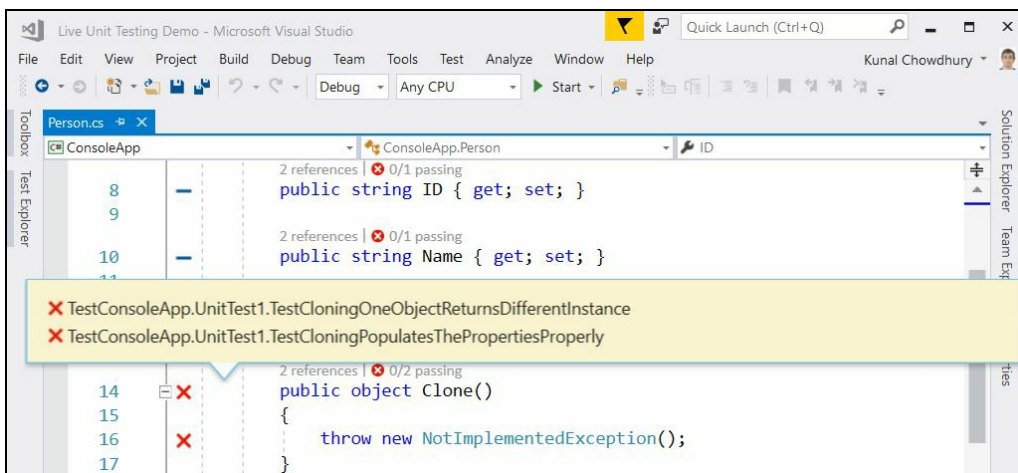 Live Unit Testing Demo - Microsoft Visual Studio
Quick Launch (Ctrl+Q)
File Edit View Project Build Debug Team Tools Test Analyze Window Help
Kunal Chowdhury
Debug Any CPU Start
Toolbox
Test Explorer
Person.cs
C# ConsoleApp
ConsoleApp.Person
ID
2 references | 0/1 passing
8 public string ID { get; set; }
9
2 references | 0/1 passing
10 public string Name { get; set; }
TestConsoleApp.UnitTest1.TestCloningOneObjectReturnsDifferentInstance
TestConsoleApp.UnitTest1.TestCloningPopulatesThePropertiesProperly
2 references | 0/2 passing
14 public object Clone()
15 {
16 throw new NotImplementedException();
17 }
Solution Explorer
Team Exp
ties